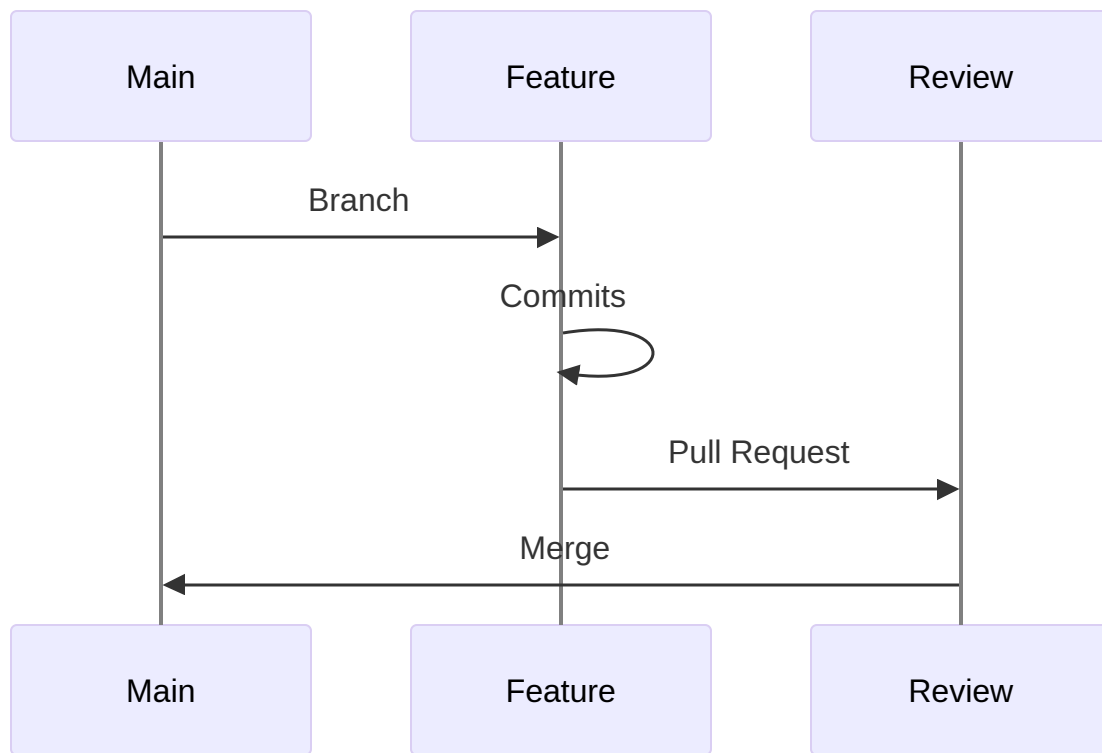 Main
Feature
Review
Branch
Commits
Pull Request
Merge
Main
Feature
Review